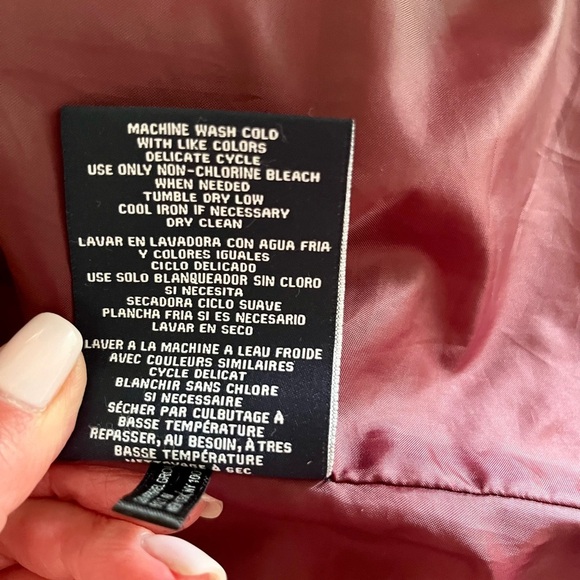 MACHINE WASH COLD
WITH LIKE COLORS
DELICATE CYCLE
USE ONLY NON-CHLORINE BLEACH
WHEN NEEDED
TUMBLE DRY LOW
COOL IRON IF NECESSARY
DRY CLEAN
LAVAR EN LAVADORA CON AGUA FRIA
Y COLORES IGUALES
CICLO DELICADO
USE SOLO BLANQUEADOR SIN CLORO
SI NECESITA
SECADORA CICLO SUAVE
PLANCHA FRIA SI ES NECESARIO
LAVAR EN SECO
LAVER A LA MACHINE A LEAU FROIDE
AVEC COULEURS SIMILAIRES
CYCLE DELICAT
BLANCHIR SANS CHLORE
SI NECESSAIRE
SÉCHER PAR CULBUTAGE À
BASSE TEMPÉRATURE
REPASSER, AU BESOIN, À TRES
BASSE TEMPÉRATURE
NETTOYAGE À SEC